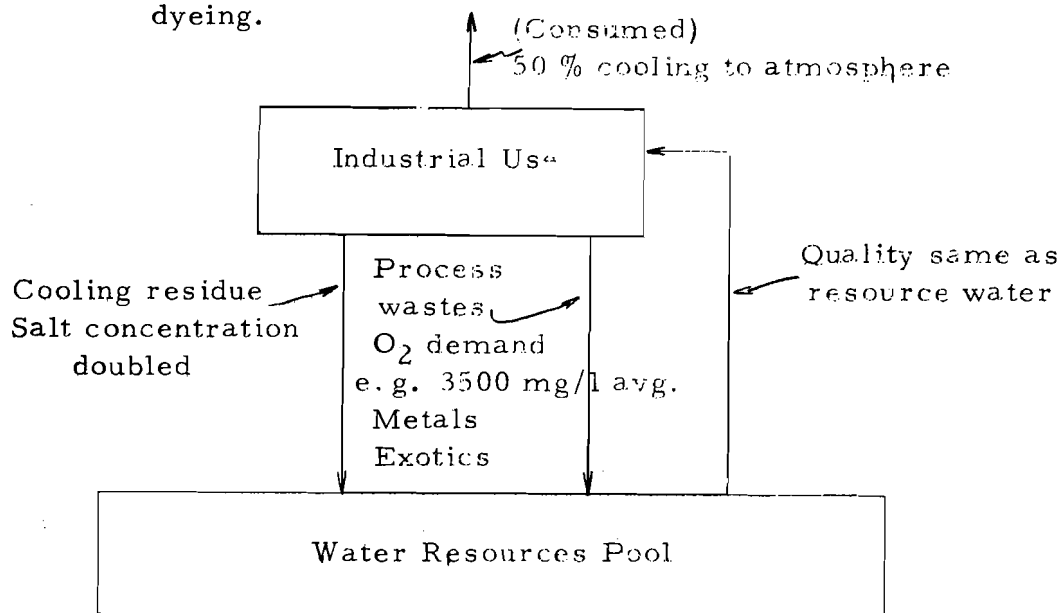 dyeing.
(Consumed)
50 % cooling to atmosphere
Industrial Use
Cooling residue
Salt concentration
doubled
Process
wastes
O2 demand
e. g. 3500 mg/l avg.
Metals
Exotics
Quality same as
resource water
Water Resources Pool